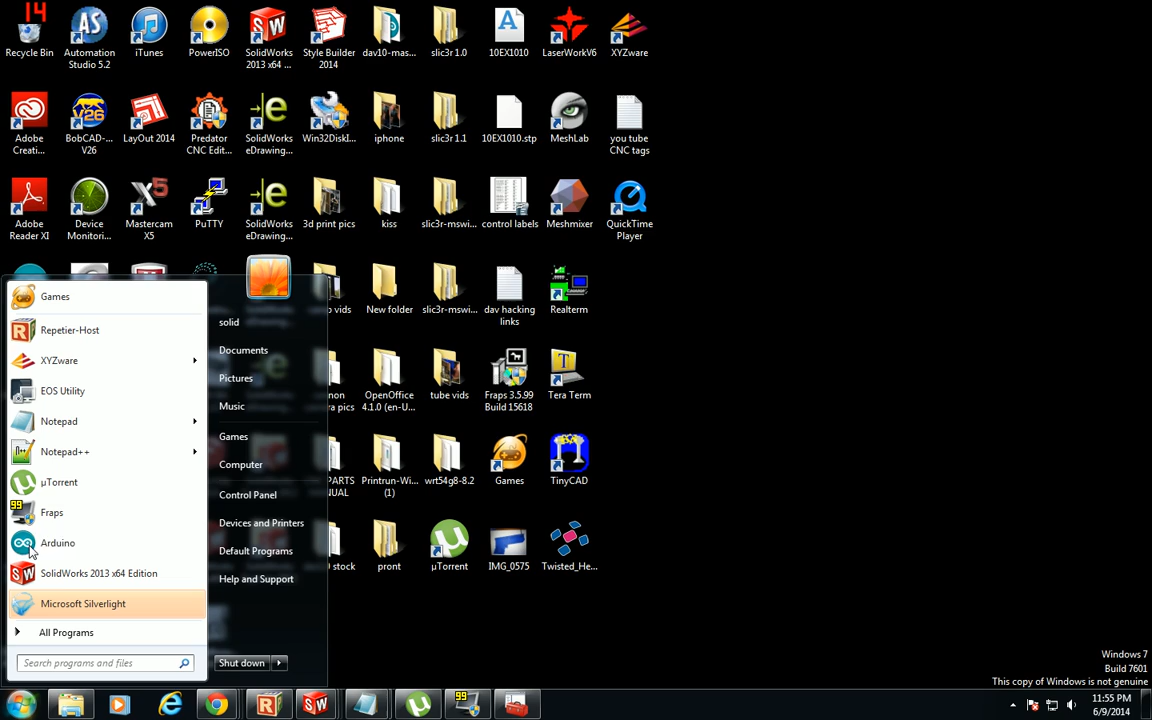 14
Recycle Bin
Automation
Studio 5.2
iTunes
PowerISO
SolidWorks
2013 x64 ...
Style Builder
2014
dav10-mas...
slic3r 1.0
10EX1010
LaserWorkV6
XYZware
Adobe
Creati...
BobCAD-...
V26
LayOut 2014
Predator
CNC Edit...
SolidWorks
eDrawing...
Win32DiskI...
iphone
slic3r 1.1
10EX1010.stp
MeshLab
you tube
CNC tags
Adobe
Reader XI
Device
Monitori...
Mastercam
X5
PuTTY
SolidWorks
eDrawing...
3d print pics
kiss
slic3r-mswi...
control labels
Meshmixer
QuickTime
Player
vids
New folder
slic3r-mswi...
dav hacking
links
Realterm
pics
OpenOffice
4.1.0 (en-U...
tube vids
Fraps 3.5.99
Build 15618
Tera Term
PARTS
Printrun-Wi...
(1)
wrt54g8-8.2
Games
TinyCAD
stock
pront
µTorrent
IMG_0575
Twisted_He...
Games
Repetier-Host
XYZware
EOS Utility
Notepad
Notepad++
µTorrent
99
Fraps
Arduino
SolidWorks 2013 x64 Edition
Microsoft Silverlight
All Programs
Search programs and files
solid
Documents
Pictures
Music
Games
Computer
Control Panel
Devices and Printers
Default Programs
Help and Support
Shut down
Windows 7
Build 7601
This copy of Windows is not genuine
99
11:55 PM
6/9/2014